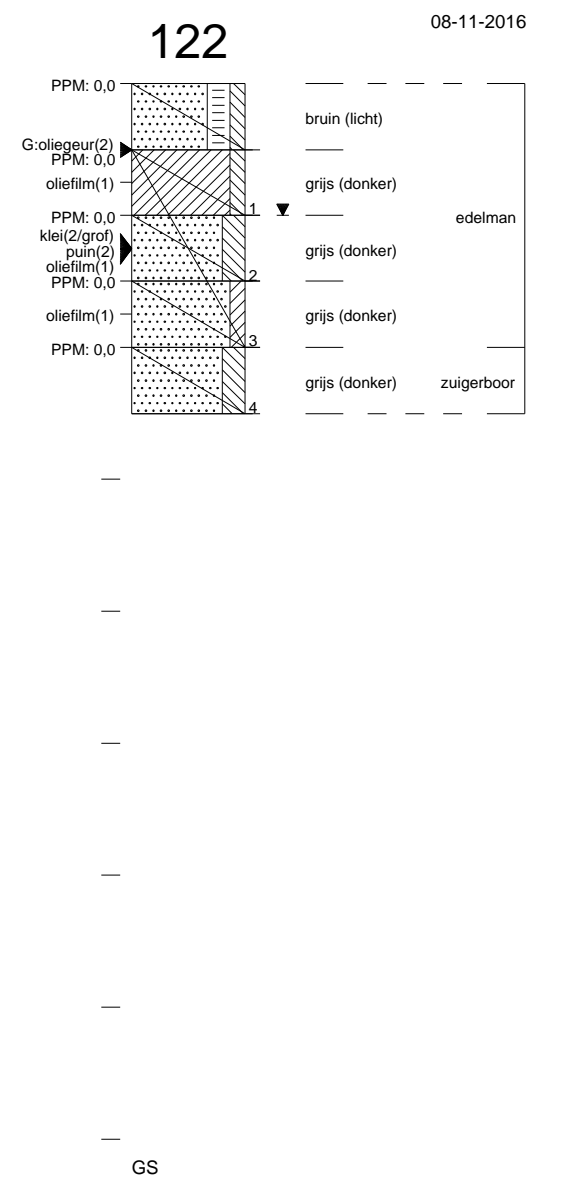 08-11-2016
122
PPM: 0,0
bruin (licht)
G:oliegeur(2)
PPM: 0,0
oliefilm(1)
grijs (donker)
1
PPM: 0,0
edelman
klei(2/grof)
puin(2)
grijs (donker)
oliefilm(1)
2
PPM: 0,0
oliefilm(1)
grijs (donker)
3
PPM: 0,0
grijs (donker)
zuigerboor
4
GS